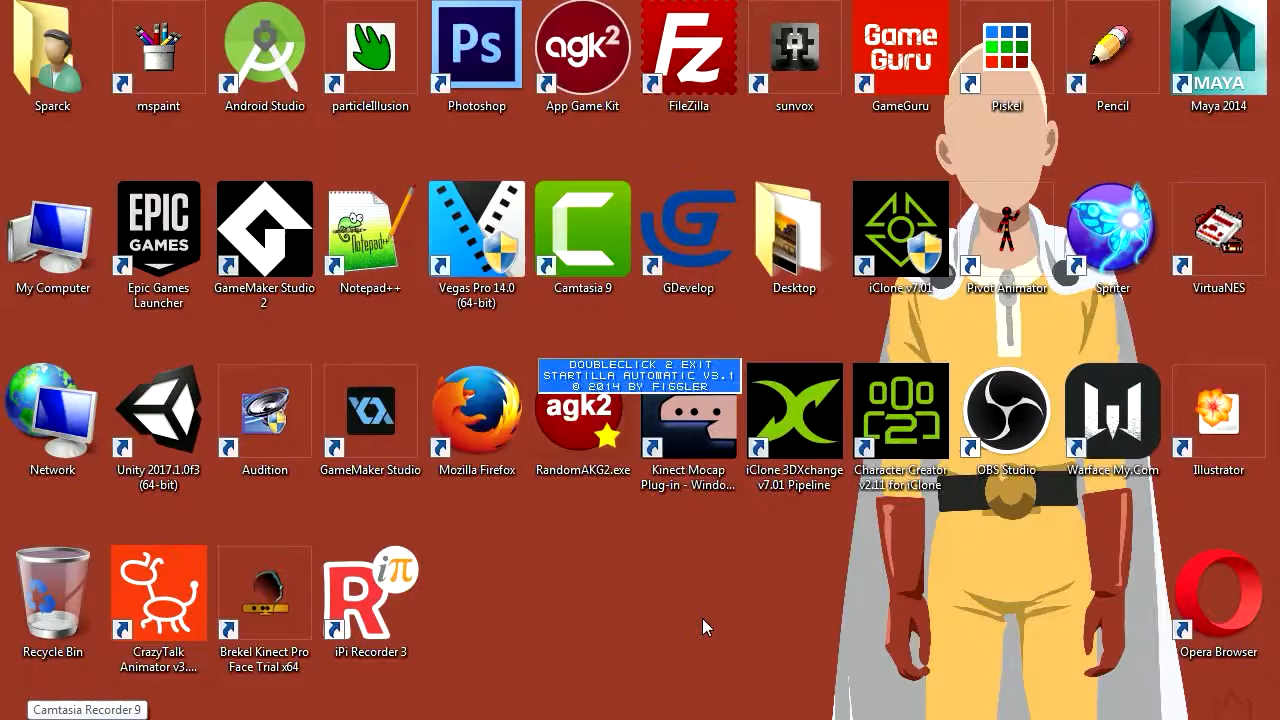 Ps
agk2
Fz
Game
Guru
MAYA
Sparck
mspaint
Android Studio
particleIllusion
Photoshop
App Game Kit
FileZilla
sunvox
GameGuru
Piskel
Pencil
Maya 2014
EPIC
GAMES
Notepad++
My Computer
Epic Games
Launcher
GameMaker Studio
2
Notepad++
Vegas Pro 14.0
(64-bit)
Camtasia 9
GDevelop
Desktop
iClone v7.01
Pivot Animator
Spriter
VirtuaNES
DOUBLECLICK 2 EXIT
STARTILLA AUTOMATIC V3.1
© 2014 BY FIGGLER
agk2
Network
Unity 2017.1.0f3
(64-bit)
Audition
GameMaker Studio
Mozilla Firefox
RandomAKG2.exe
Kinect Mocap
Plug-in - Windo...
iClone 3DXchange
v7.01 Pipeline
Character Creator
v2.11 for iClone
OBS Studio
Warface My.Com
Illustrator
R iπ
Recycle Bin
CrazyTalk
Animator v3....
Brekel Kinect Pro
Face Trial x64
iPi Recorder 3
Opera Browser
Camtasia Recorder 9